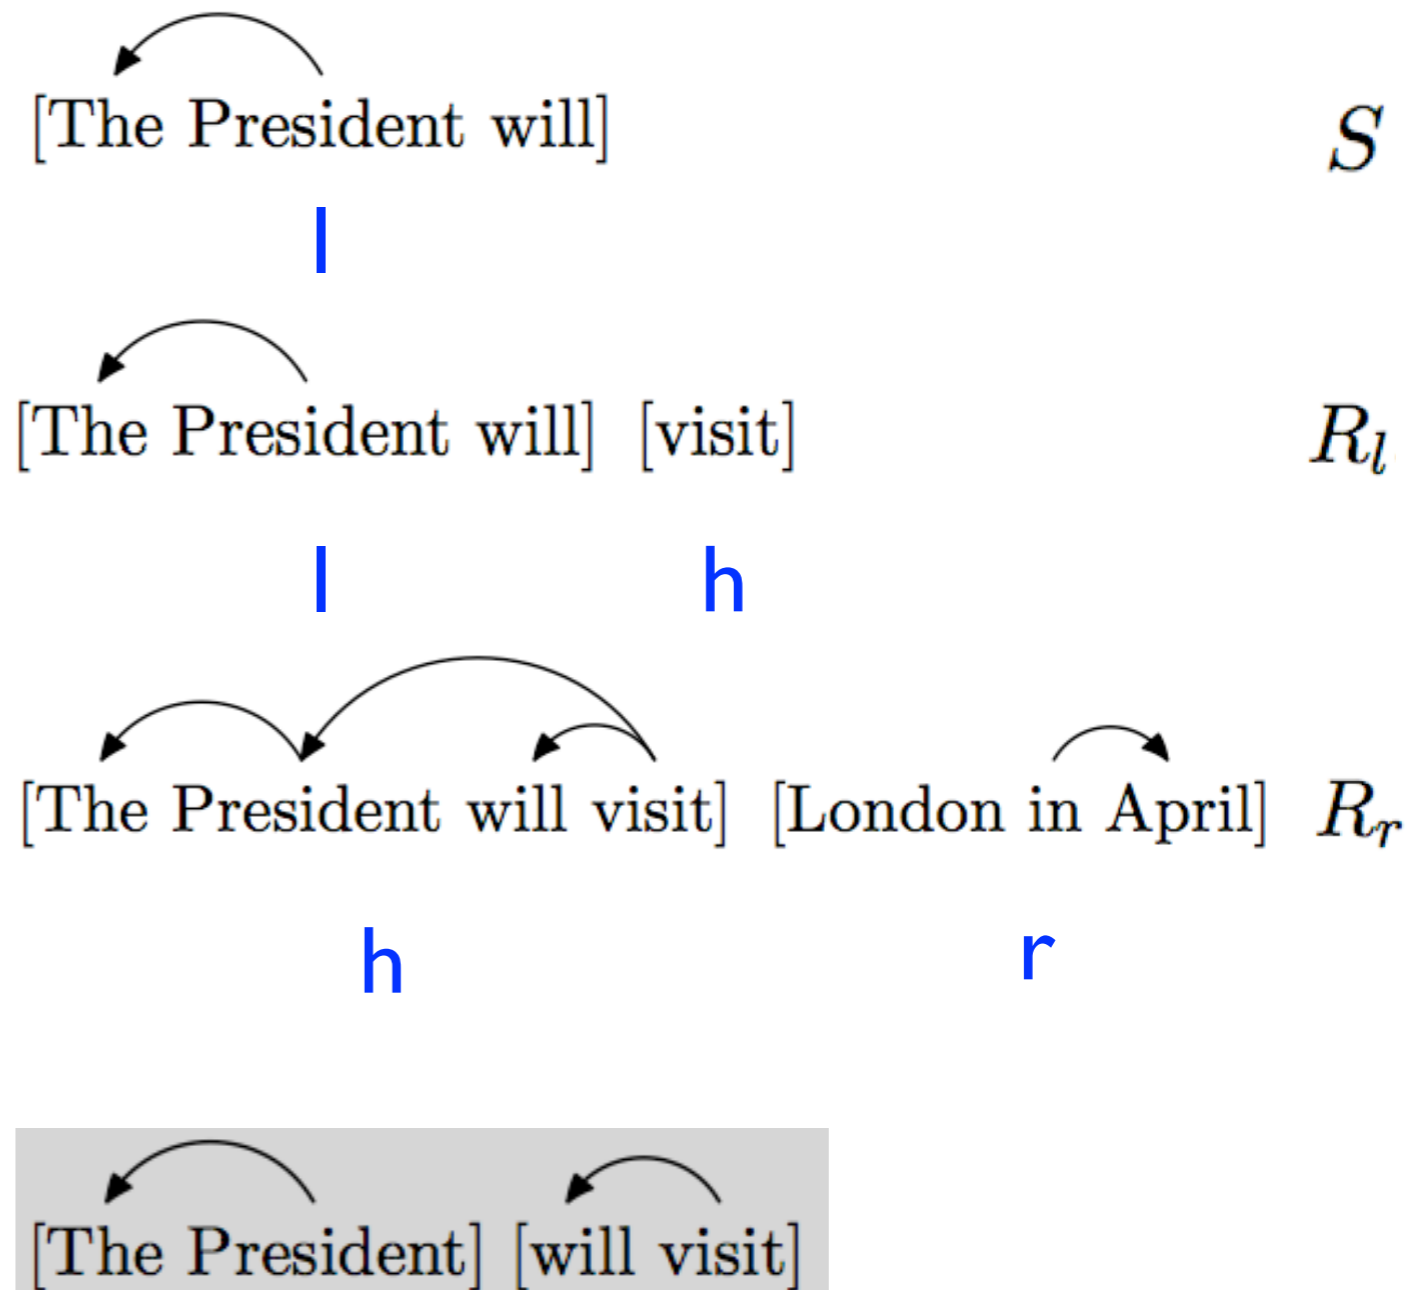 [The President will] S
l
[The President will] [visit] R_l
l h
[The President will visit] [London in April] R_r
h r
[The President] [will visit]